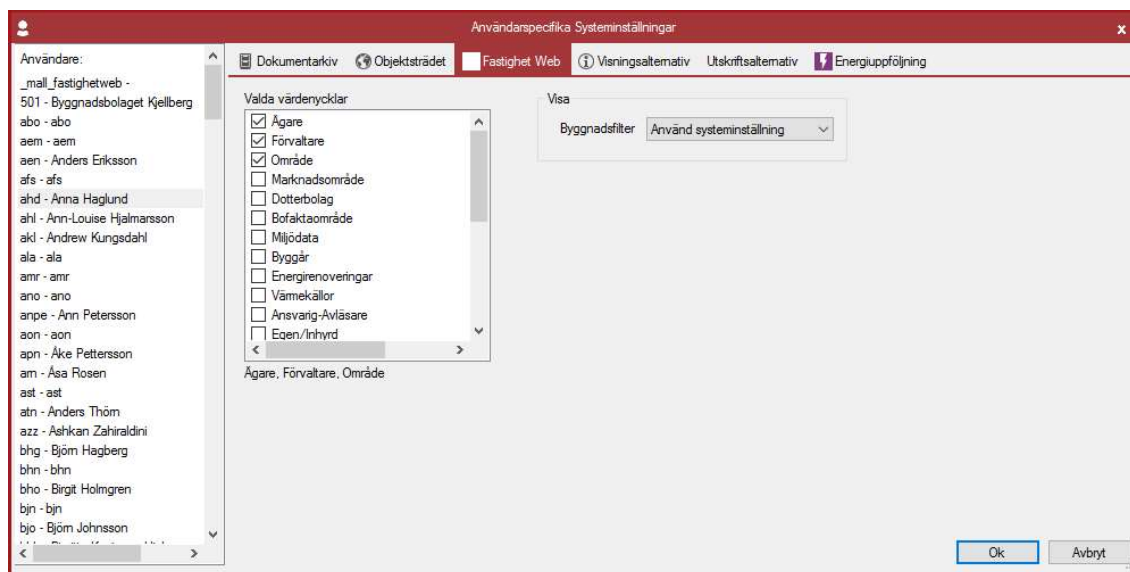 Användarspecifika Systeminställningar
x
Användare:
_mall_fastighetweb -
501 - Byggnadsbolaget Kjellberg
abo - abo
aem - aem
aen - Anders Eriksson
afs - afs
ahd - Anna Haglund
ahl - Ann-Louise Hjalmarsson
akl - Andrew Kungsdahl
ala - ala
amr - amr
ano - ano
anpe - Ann Petersson
aon - aon
apn - Åke Pettersson
arn - Åsa Rosen
ast - ast
atn - Anders Thörn
azz - Ashkan Zahiraldini
bhg - Björn Hagberg
bhn - bhn
bho - Birgit Holmgren
bjn - bjn
bjo - Björn Johnsson
Dokumentarkiv
Objektsträdet
Fastighet Web
Visningsalternativ
Utskriftsalternativ
Energiuppföljning
Valda värdenycklar
Ägare
Förvaltare
Område
Marknadsområde
Dotterbolag
Bofaktaområde
Miljödata
Byggår
Energirenoveringar
Värmekällor
Ansvarig-Avläsare
Egen/Inhyrd
Ägare, Förvaltare, Område
Visa
Byggnadsfilter
Använd systeminställning
Ok
Avbryt